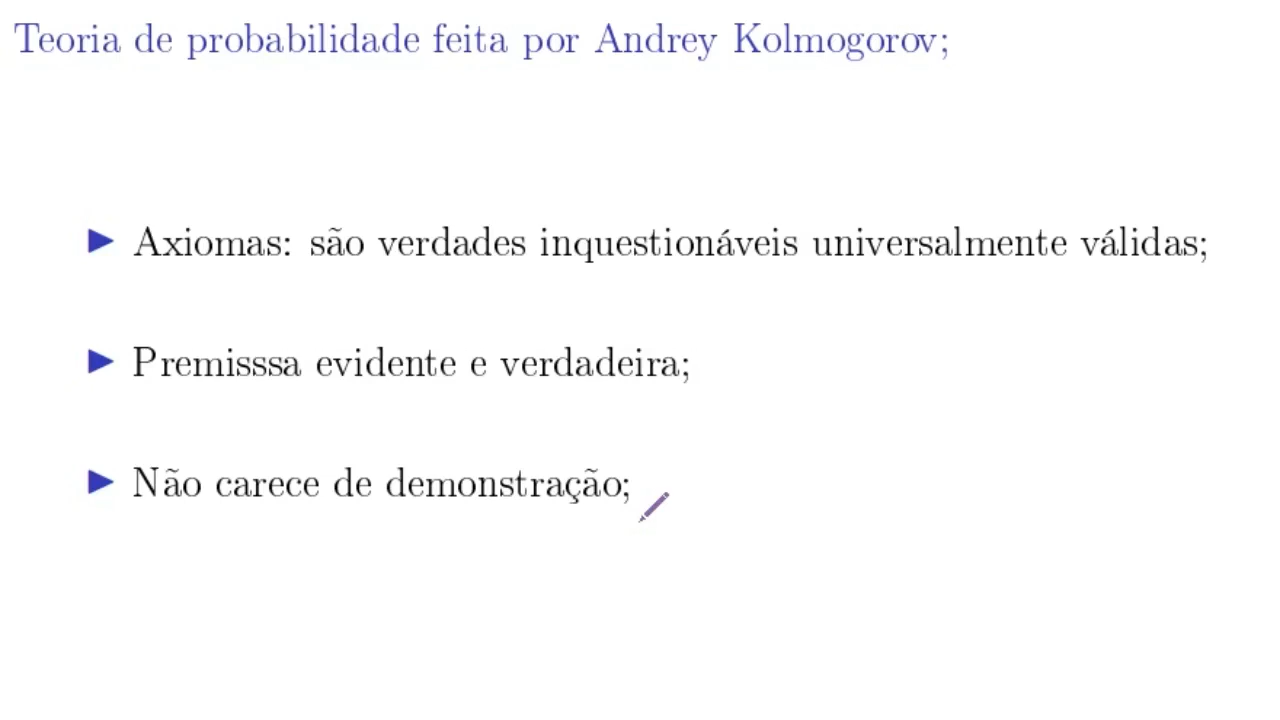 Teoria de probabilidade feita por Andrey Kolmogorov;
Axiomas: são verdades inquestionáveis universalmente válidas;
Premisssa evidente e verdadeira;
Não carece de demonstração;